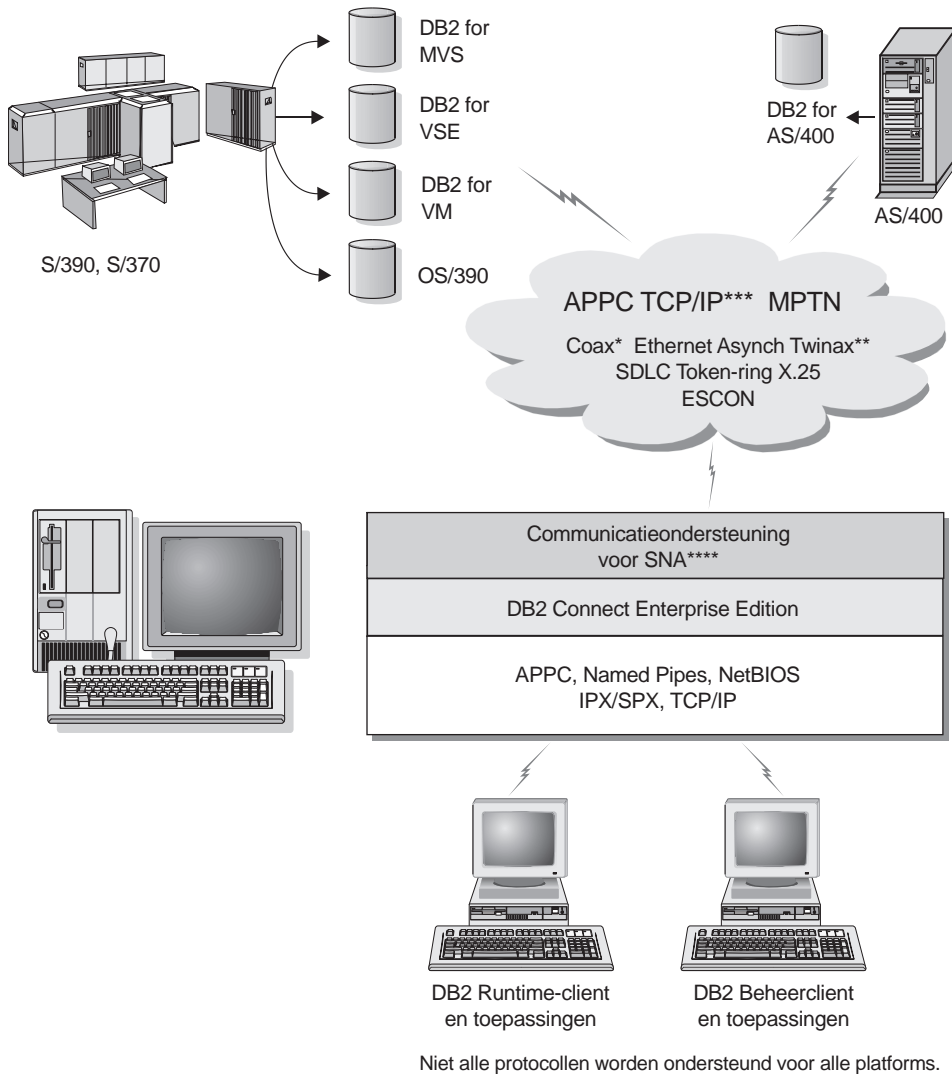 DB2 for
MVS
DB2 for
VSE
DB2 for
VM
OS/390
S/390, S/370
DB2 for
AS/400
AS/400
APPC TCP/IP*** MPTN
Coax* Ethernet Asynch Twinax**
SDLC Token-ring X.25
ESCON
Communicatieondersteuning
voor SNA****
DB2 Connect Enterprise Edition
APPC, Named Pipes, NetBIOS
IPX/SPX, TCP/IP
DB2 Runtime-client
en toepassingen
DB2 Beheerclient
en toepassingen
Niet alle protocollen worden ondersteund voor alle platforms.